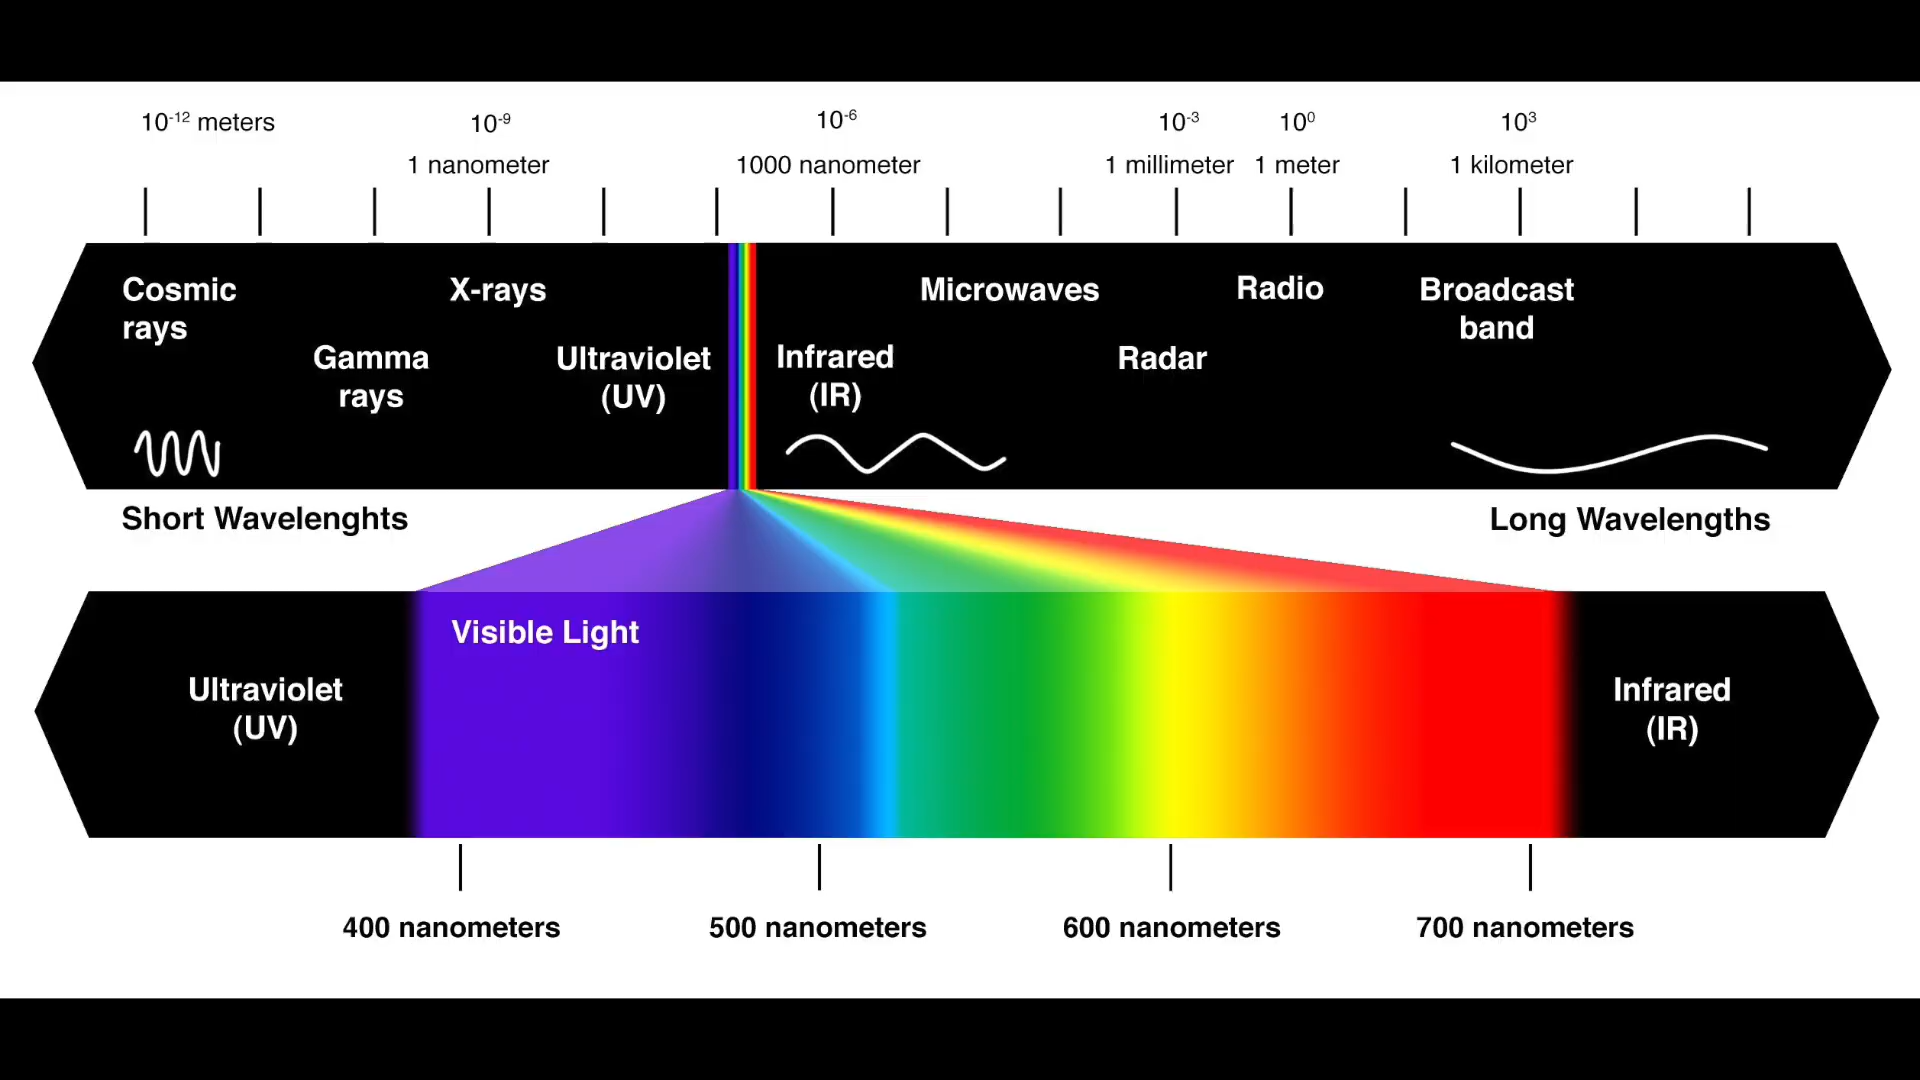 10⁻¹² meters
10⁻⁹
10⁻⁶
10⁻³
10⁰
10³
1 nanometer
1000 nanometer
1 millimeter
1 meter
1 kilometer
Cosmic
rays
X-rays
Microwaves
Radio
Broadcast
band
Gamma
rays
Ultraviolet
(UV)
Infrared
(IR)
Radar
Short Wavelenghts
Long Wavelengths
Visible Light
Ultraviolet
(UV)
Infrared
(IR)
400 nanometers
500 nanometers
600 nanometers
700 nanometers